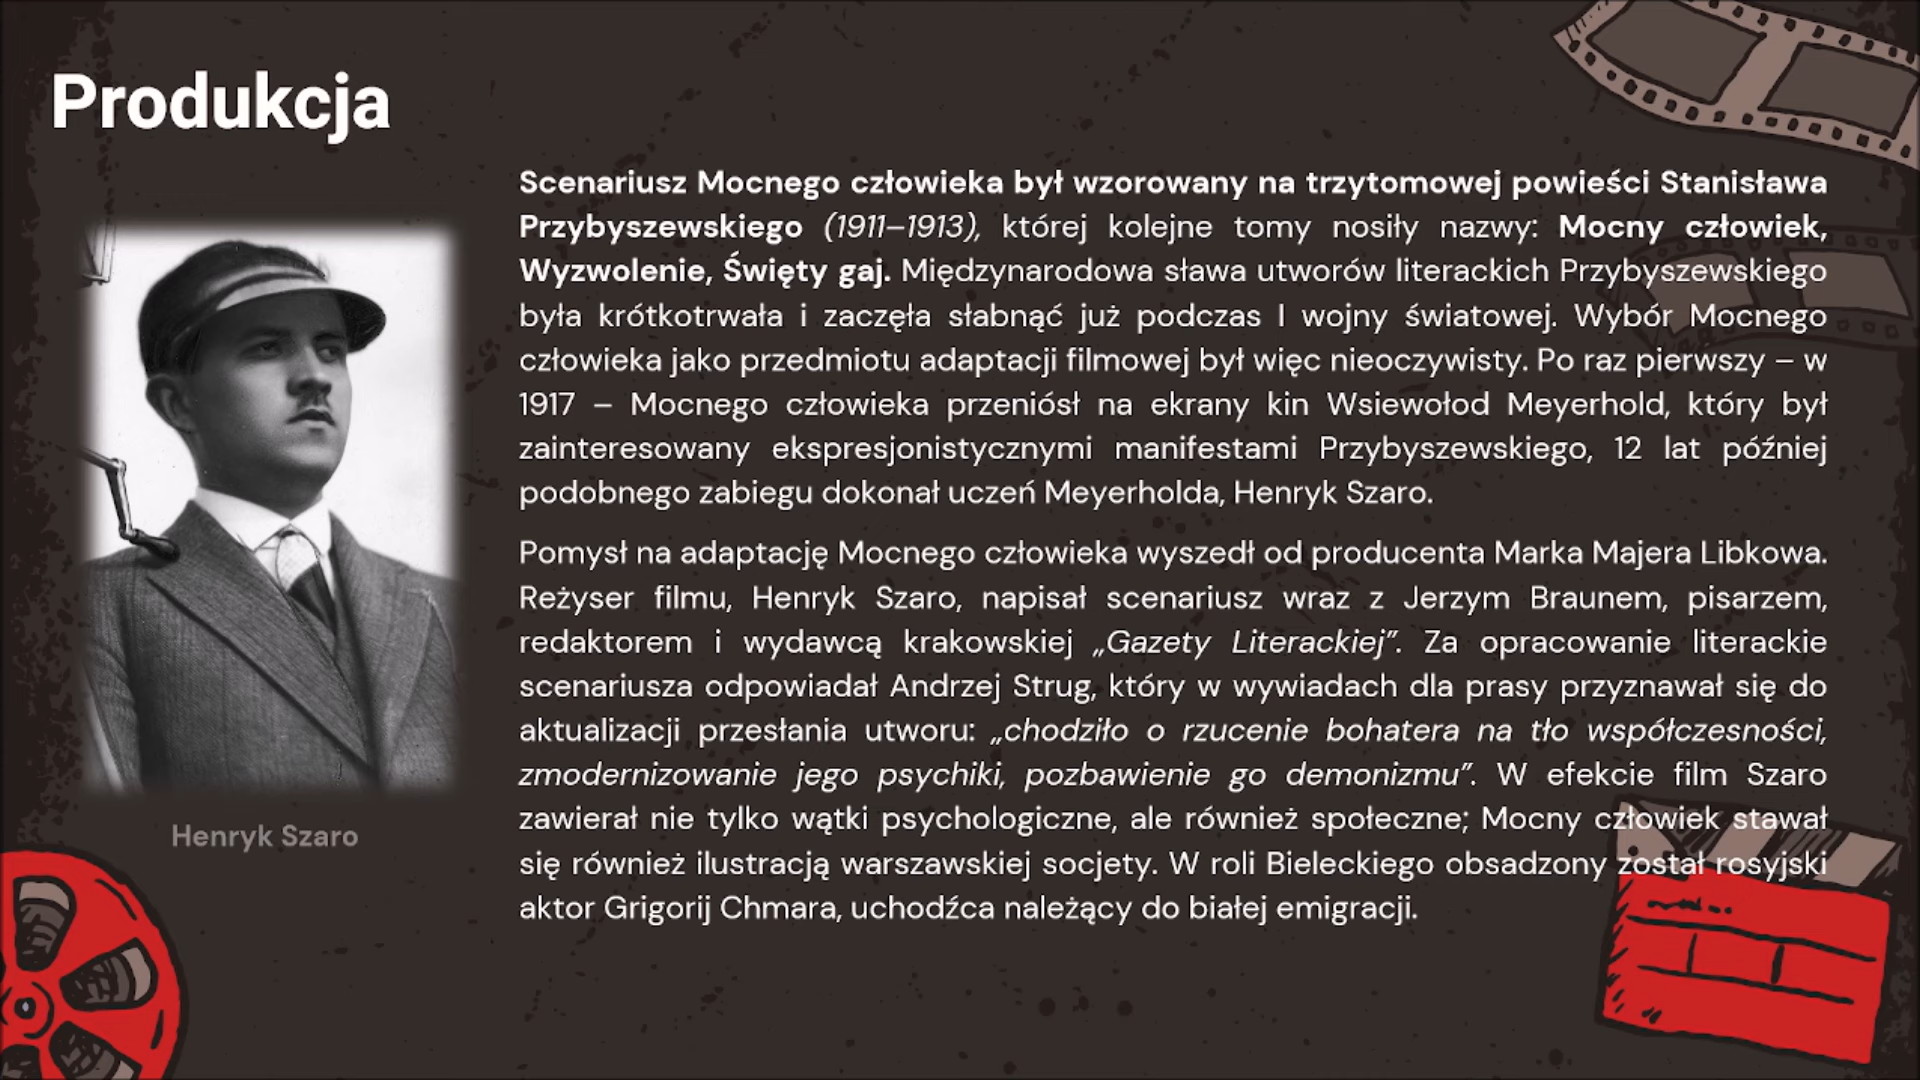 Produkcja
Scenariusz Mocnego człowieka był wzorowany na trzytomowej powieści Stanisława
Przybyszewskiego (1911–1913), której kolejne tomy nosiły nazwy: Mocny człowiek,
Wyzwolenie, Święty gaj. Międzynarodowa sława utworów literackich Przybyszewskiego
była krótkotrwała i zaczęła słabnąć już podczas I wojny światowej. Wybór Mocnego
człowieka jako przedmiotu adaptacji filmowej był więc nieoczywisty. Po raz pierwszy – w
1917 – Mocnego człowieka przeniósł na ekrany kin Wsiewołod Meyerhold, który był
zainteresowany ekspresjonistycznymi manifestami Przybyszewskiego, 12 lat później
podobnego zabiegu dokonał uczeń Meyerholda, Henryk Szaro.
Pomysł na adaptację Mocnego człowieka wyszedł od producenta Marka Majera Libkowa.
Reżyser filmu, Henryk Szaro, napisał scenariusz wraz z Jerzym Braunem, pisarzem,
redaktorem i wydawcą krakowskiej „Gazety Literackiej”. Za opracowanie literackie
scenariusza odpowiadał Andrzej Strug, który w wywiadach dla prasy przyznawał się do
aktualizacji przesłania utworu: „chodziło o rzucenie bohatera na tło współczesności,
zmodernizowanie jego psychiki, pozbawienie go demonizmu”. W efekcie film Szaro
zawierał nie tylko wątki psychologiczne, ale również społeczne; Mocny człowiek stawał
się również ilustracją warszawskiej socjety. W roli Bieleckiego obsadzony został rosyjski
aktor Grigorij Chmara, uchodźca należący do białej emigracji.
Henryk Szaro